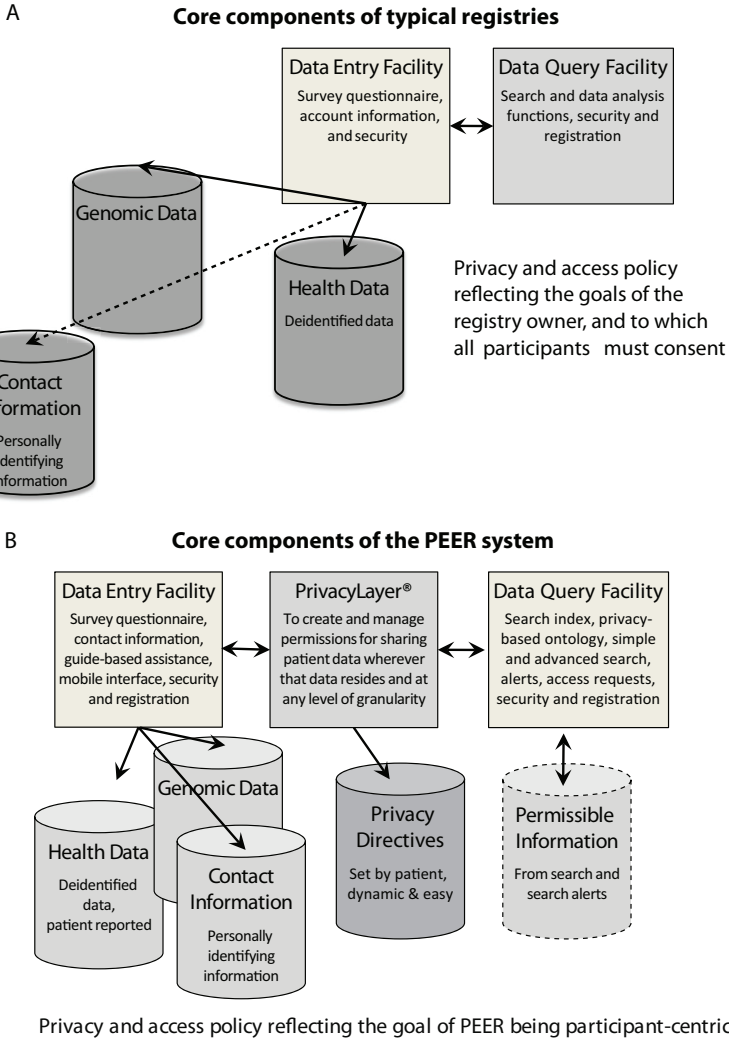 A
Core components of typical registries
Data Entry Facility
Survey questionnaire,
account information,
and security
Data Query Facility
Search and data analysis
functions, security and
registration
Genomic Data
Health Data
Deidentified data
Privacy and access policy
reflecting the goals of the
registry owner, and to which
all participants must consent
Contact
formation
Personally
dentifying
nformation
B
Core components of the PEER system
Data Entry Facility
Survey questionnaire,
contact information,
guide-based assistance,
mobile interface, security
and registration
PrivacyLayer®
To create and manage
permissions for sharing
patient data wherever
that data resides and at
any level of granularity
Data Query Facility
Search index, privacy-
based ontology, simple
and advanced search,
alerts, access requests,
security and registration
Genomic Data
Health Data
Deidentified
data,
patient reported
Contact
Information
Personally
identifying
information
Privacy
Directives
Set by patient,
dynamic & easy
Permissible
Information
From search and
search alerts
Privacy and access policy reflecting the goal of PEER being participant-centric